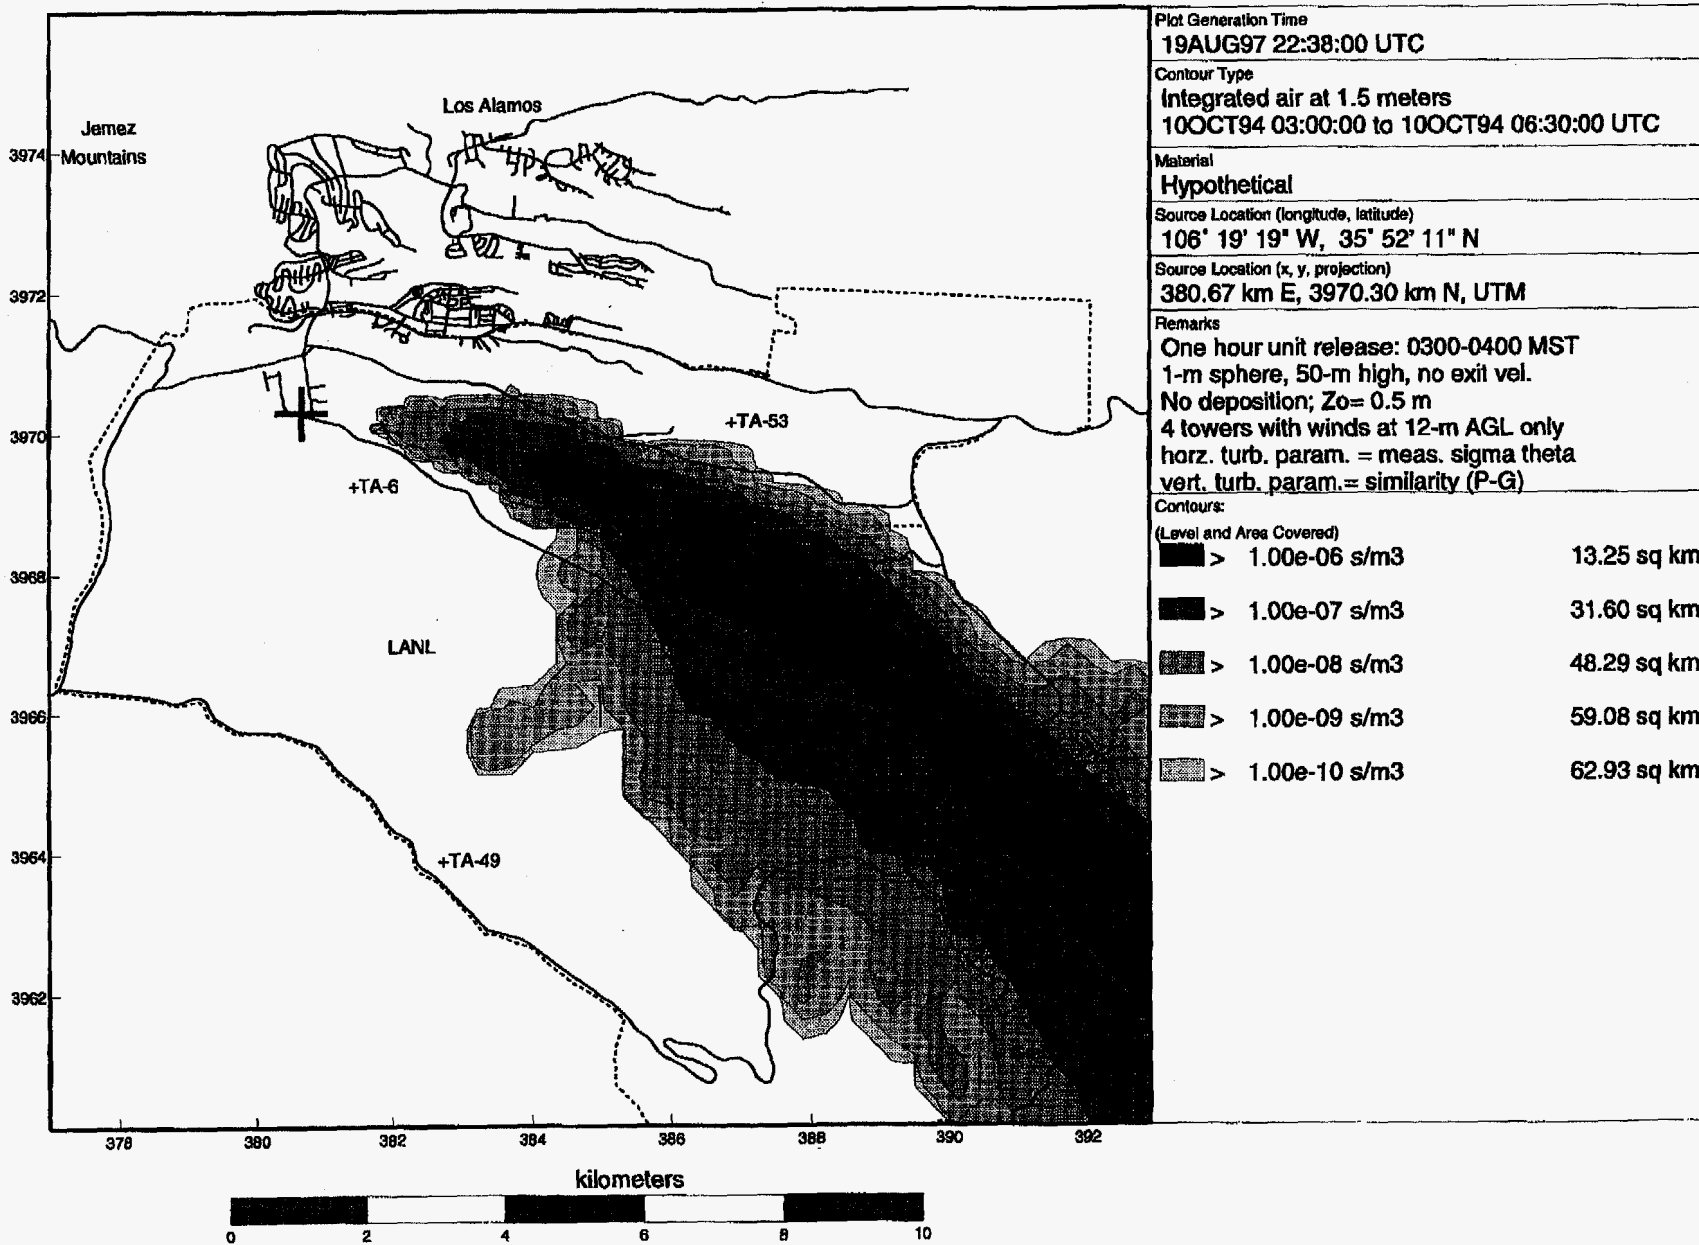 Plot Generation Time
19AUG97 22:38:00 UTC
Contour Type
Integrated air at 1.5 meters
10OCT94 03:00:00 to 10OCT94 06:30:00 UTC
Material
Hypothetical
Source Location (longitude, latitude)
106° 19' 19" W, 35° 52' 11" N
Source Location (x, y, projection)
380.67 km E, 3970.30 km N, UTM
Remarks
One hour unit release: 0300-0400 MST
1-m sphere, 50-m high, no exit vel.
No deposition; Zo= 0.5 m
4 towers with winds at 12-m AGL only
horz. turb. param. = meas. sigma theta
vert. turb. param.= similarity (P-G)
Contours:
(Level and Area Covered)
> 1.00e-06 s/m3 13.25 sq km
> 1.00e-07 s/m3 31.60 sq km
> 1.00e-08 s/m3 48.29 sq km
> 1.00e-09 s/m3 59.08 sq km
> 1.00e-10 s/m3 62.93 sq km
Los Alamos
Jemez
Mountains
3974
3972
3970
3968
3966
3964
3962
+TA-53
+TA-6
LANL
+TA-49
378 380 382 384 386 388 390 392
kilometers
0 2 4 6 8 10